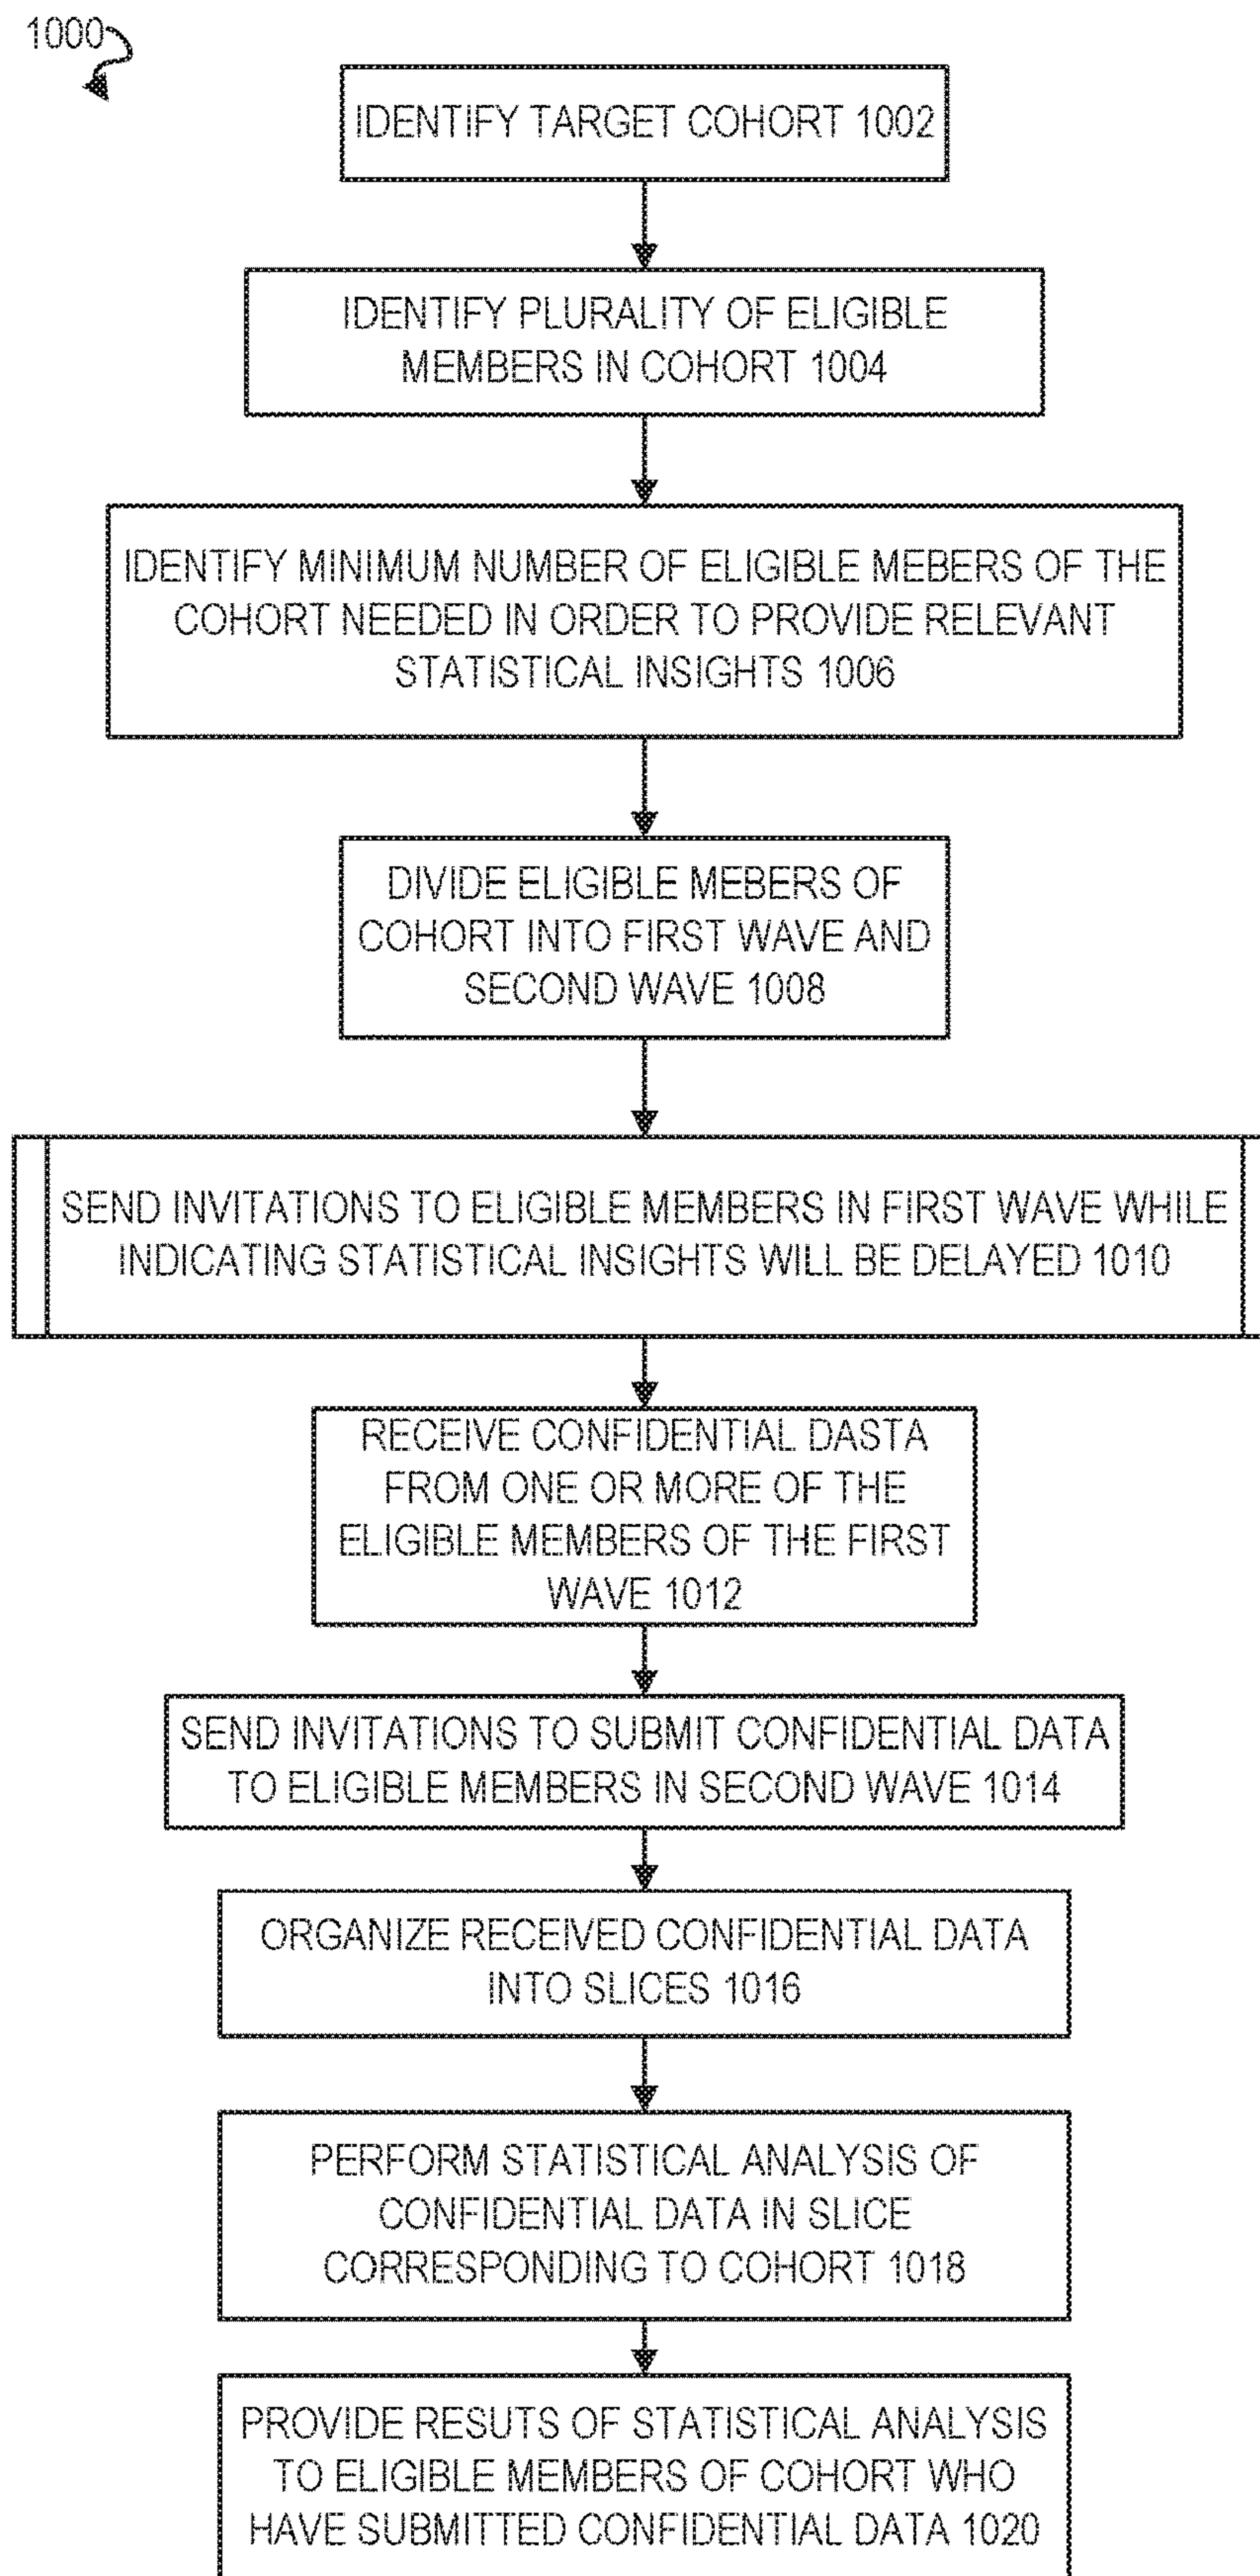 1000
IDENTIFY TARGET COHORT 1002
IDENTIFY PLURALITY OF ELIGIBLE
MEMBERS IN COHORT 1004
IDENTIFY MINIMUM NUMBER OF ELIGIBLE MEBERS OF THE
COHORT NEEDED IN ORDER TO PROVIDE RELEVANT
STATISTICAL INSIGHTS 1006
DIVIDE ELIGIBLE MEBERS OF
COHORT INTO FIRST WAVE AND
SECOND WAVE 1008
SEND INVITATIONS TO ELIGIBLE MEMBERS IN FIRST WAVE WHILE
INDICATING STATISTICAL INSIGHTS WILL BE DELAYED 1010
RECEIVE CONFIDENTIAL DASTA
FROM ONE OR MORE OF THE
ELIGIBLE MEMBERS OF THE FIRST
WAVE 1012
SEND INVITATIONS TO SUBMIT CONFIDENTIAL DATA
TO ELIGIBLE MEMBERS IN SECOND WAVE 1014
ORGANIZE RECEIVED CONFIDENTIAL DATA
INTO SLICES 1016
PERFORM STATISTICAL ANALYSIS OF
CONFIDENTIAL DATA IN SLICE
CORRESPONDING TO COHORT 1018
PROVIDE RESUTS OF STATISTICAL ANALYSIS
TO ELIGIBLE MEMBERS OF COHORT WHO
HAVE SUBMITTED CONFIDENTIAL DATA 1020